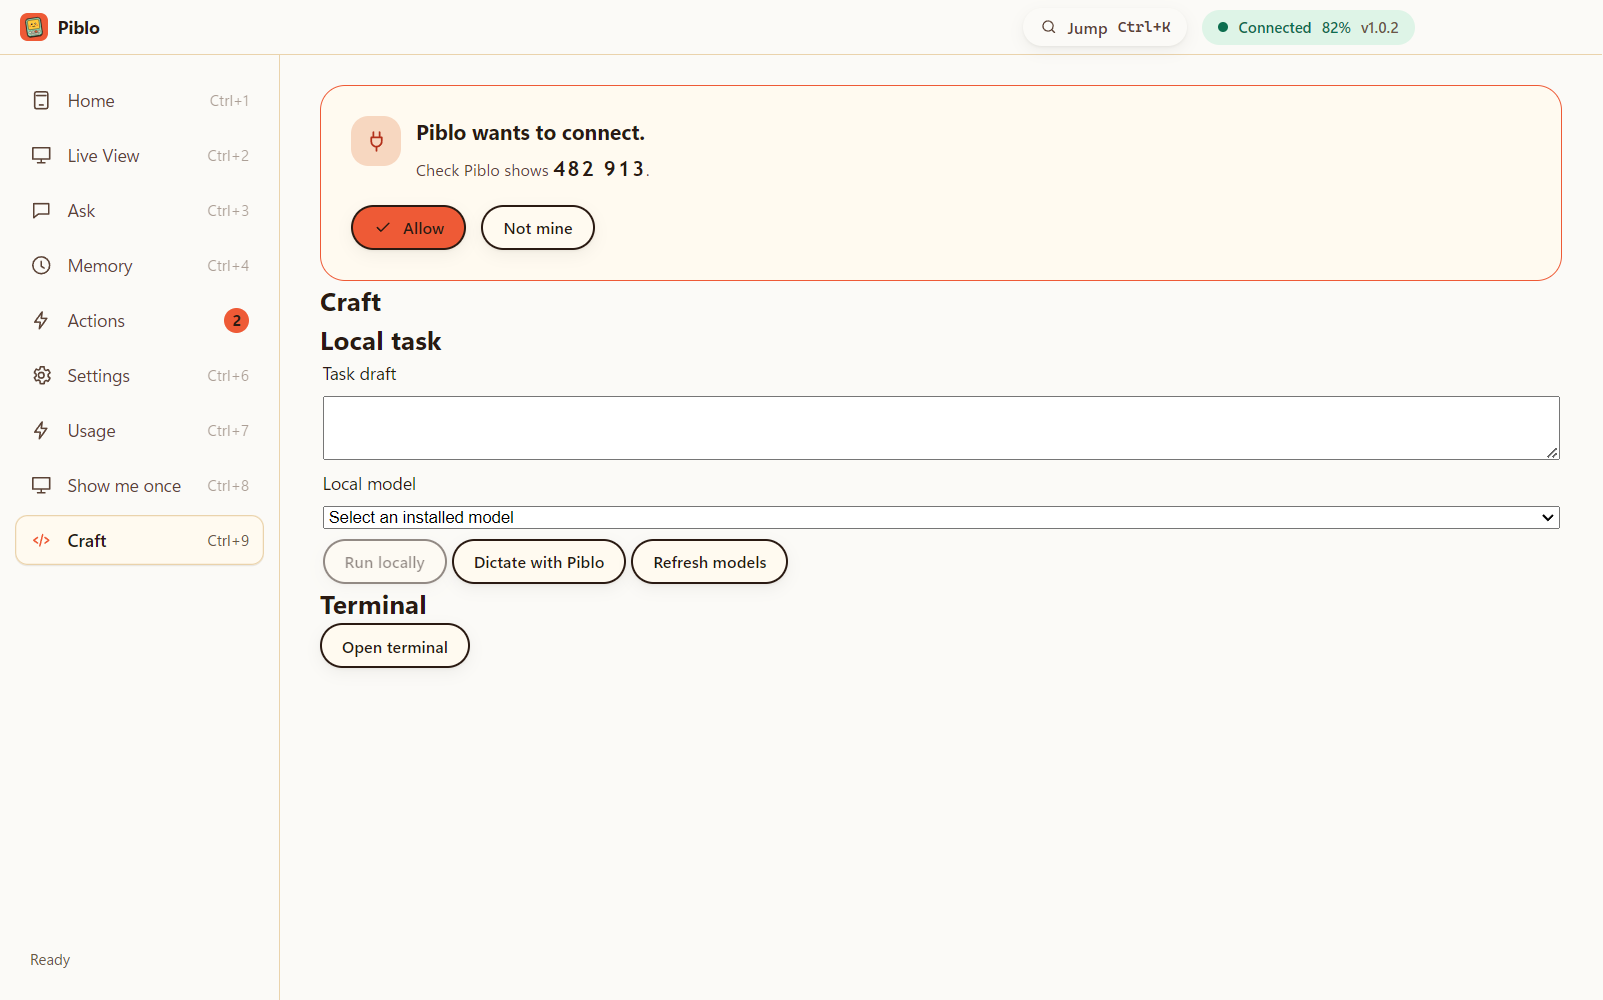 Piblo
Jump Ctrl+K
Connected 82% v1.0.2
Home Ctrl+1
Live View Ctrl+2
Ask Ctrl+3
Memory Ctrl+4
Actions 2
Settings Ctrl+6
Usage Ctrl+7
Show me once Ctrl+8
Craft Ctrl+9
Ready
Piblo wants to connect.
Check Piblo shows 482 913.
Allow Not mine
Craft
Local task
Task draft
Local model
Select an installed model
Run locally Dictate with Piblo Refresh models
Terminal
Open terminal